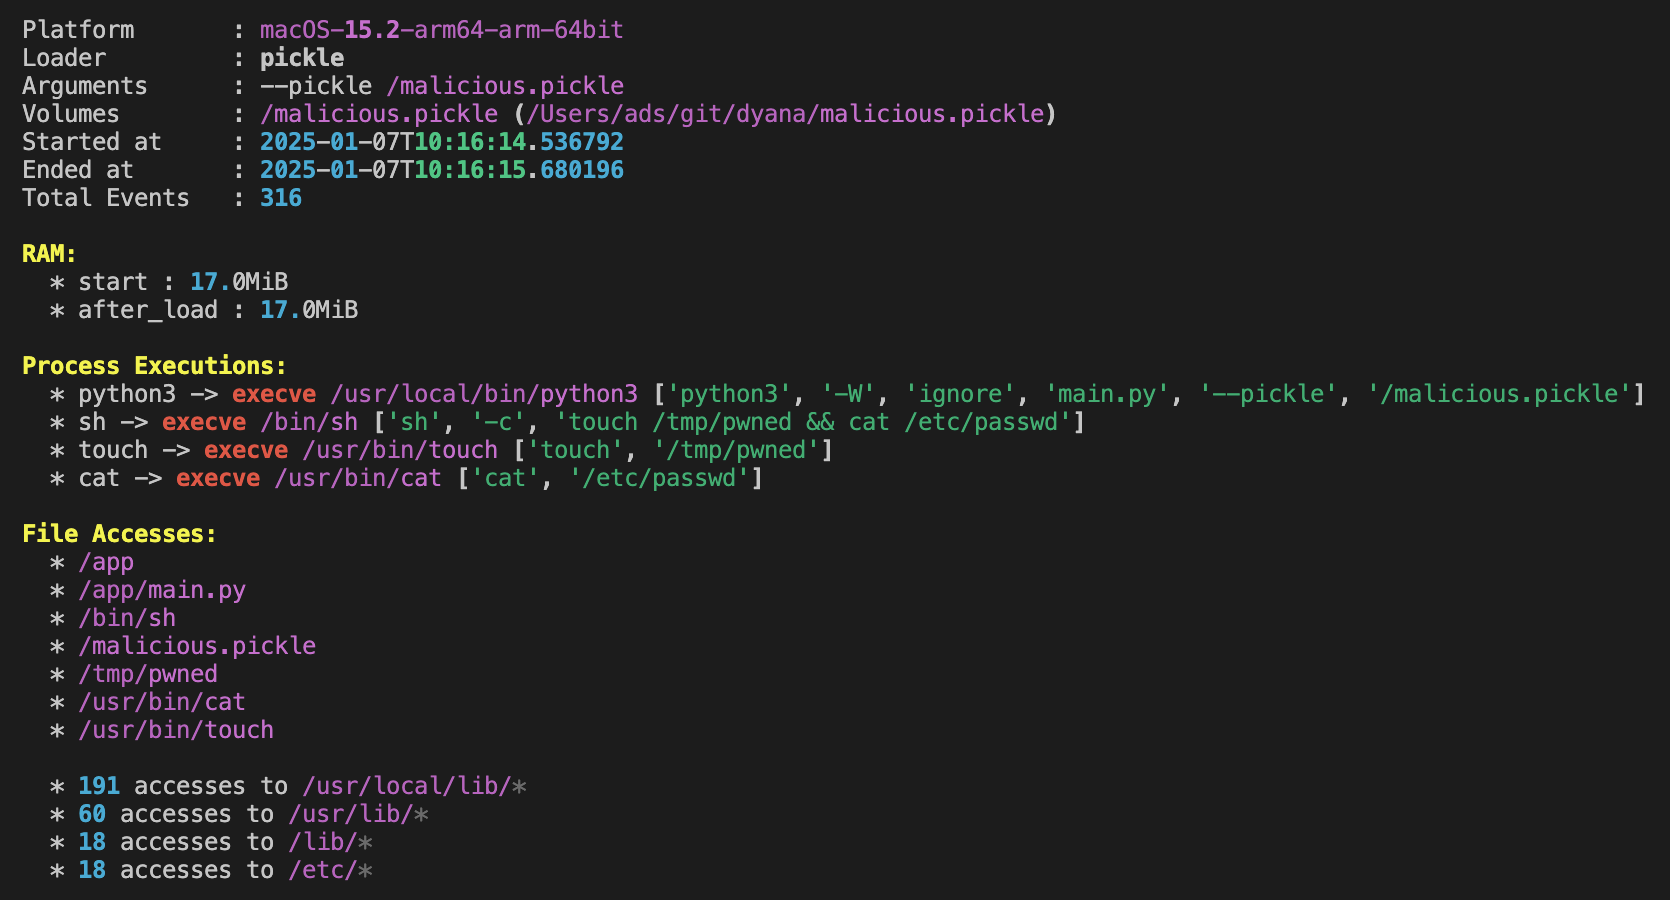 Platform       : macOS-15.2-arm64-arm-64bit
Loader         : pickle
Arguments      : --pickle /malicious.pickle
Volumes        : /malicious.pickle (/Users/ads/git/dyana/malicious.pickle)
Started at     : 2025-01-07T10:16:14.536792
Ended at       : 2025-01-07T10:16:15.680196
Total Events   : 316

RAM:
  * start : 17.0MiB
  * after_load : 17.0MiB

Process Executions:
  * python3 -> execve /usr/local/bin/python3 ['python3', '-W', 'ignore', 'main.py', '--pickle', '/malicious.pickle']
  * sh -> execve /bin/sh ['sh', '-c', 'touch /tmp/pwned && cat /etc/passwd']
  * touch -> execve /usr/bin/touch ['touch', '/tmp/pwned']
  * cat -> execve /usr/bin/cat ['cat', '/etc/passwd']

File Accesses:
  * /app
  * /app/main.py
  * /bin/sh
  * /malicious.pickle
  * /tmp/pwned
  * /usr/bin/cat
  * /usr/bin/touch

  * 191 accesses to /usr/local/lib/*
  * 60 accesses to /usr/lib/*
  * 18 accesses to /lib/*
  * 18 accesses to /etc/*